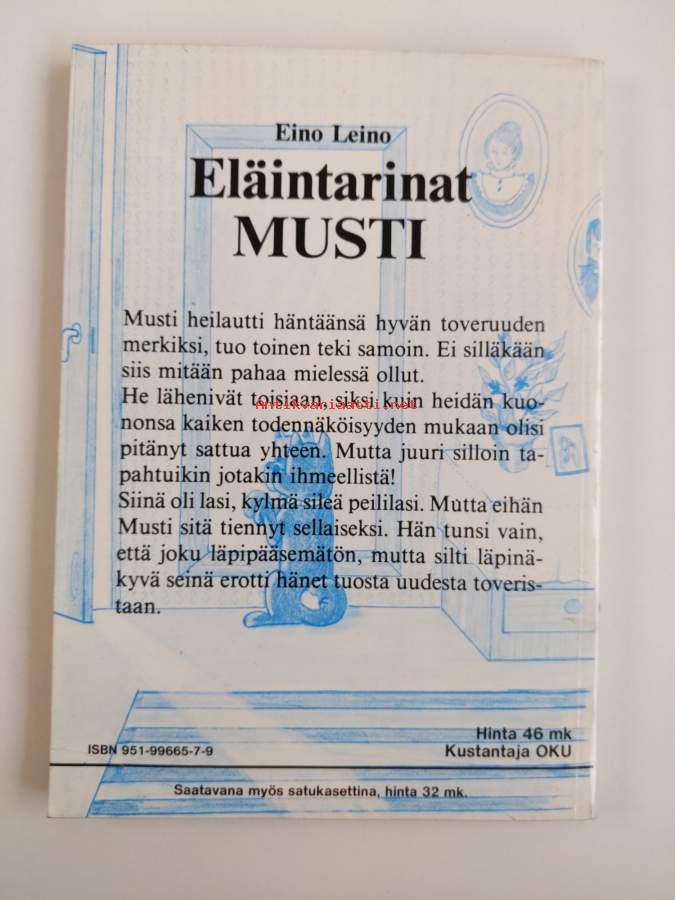 Eino Leino
Eläintarinat
MUSTI
Musti heilautti häntäänsä hyvän toveruuden
merkiksi, tuo toinen teki samoin. Ei silläkään
siis mitään pahaa mielessä ollut.
He lähenivät toisiaan, siksi kuin heidän kuo-
Antikvariaatti.net
nonsa kaiken todennäköisyyden mukaan olisi
pitänyt sattua yhteen. Mutta juuri silloin ta-
pahtuikin jotakin ihmeellistä!
Siinä oli lasi, kylmä sileä peililasi. Mutta eihän
Musti sitä tiennyt sellaiseksi. Hän tunsi vain,
että joku läpipääsemätön, mutta silti läpinä-
kyvä seinä erotti hänet tuosta uudesta toveris-
taan.
Hinta 46 mk
ISBN 951-99665-7-9
Kustantaja OKU
Saatavana myös satukasettina, hinta 32 mk.